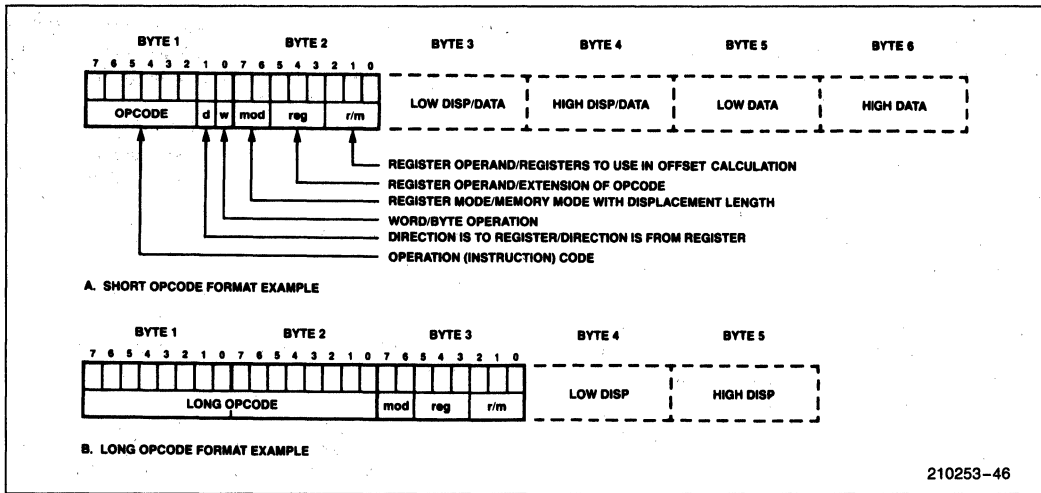 BYTE 1 BYTE 2 BYTE 3 BYTE 4 BYTE 5 BYTE 6
7 6 5 4 3 2 1 0 7 6 5 4 3 2 1 0
LOW DISP/DATA HIGH DISP/DATA LOW DATA HIGH DATA
OPCODE d w mod reg r/m
REGISTER OPERAND/REGISTERS TO USE IN OFFSET CALCULATION
REGISTER OPERAND/EXTENSION OF OPCODE
REGISTER MODE/MEMORY MODE WITH DISPLACEMENT LENGTH
WORD/BYTE OPERATION
DIRECTION IS TO REGISTER/DIRECTION IS FROM REGISTER
OPERATION (INSTRUCTION) CODE
A. SHORT OPCODE FORMAT EXAMPLE
BYTE 1 BYTE 2 BYTE 3 BYTE 4 BYTE 5
7 6 5 4 3 2 1 0 7 6 5 4 3 2 1 0 7 6 5 4 3 2 1 0
LOW DISP HIGH DISP
LONG OPCODE mod reg r/m
B. LONG OPCODE FORMAT EXAMPLE
210253-46